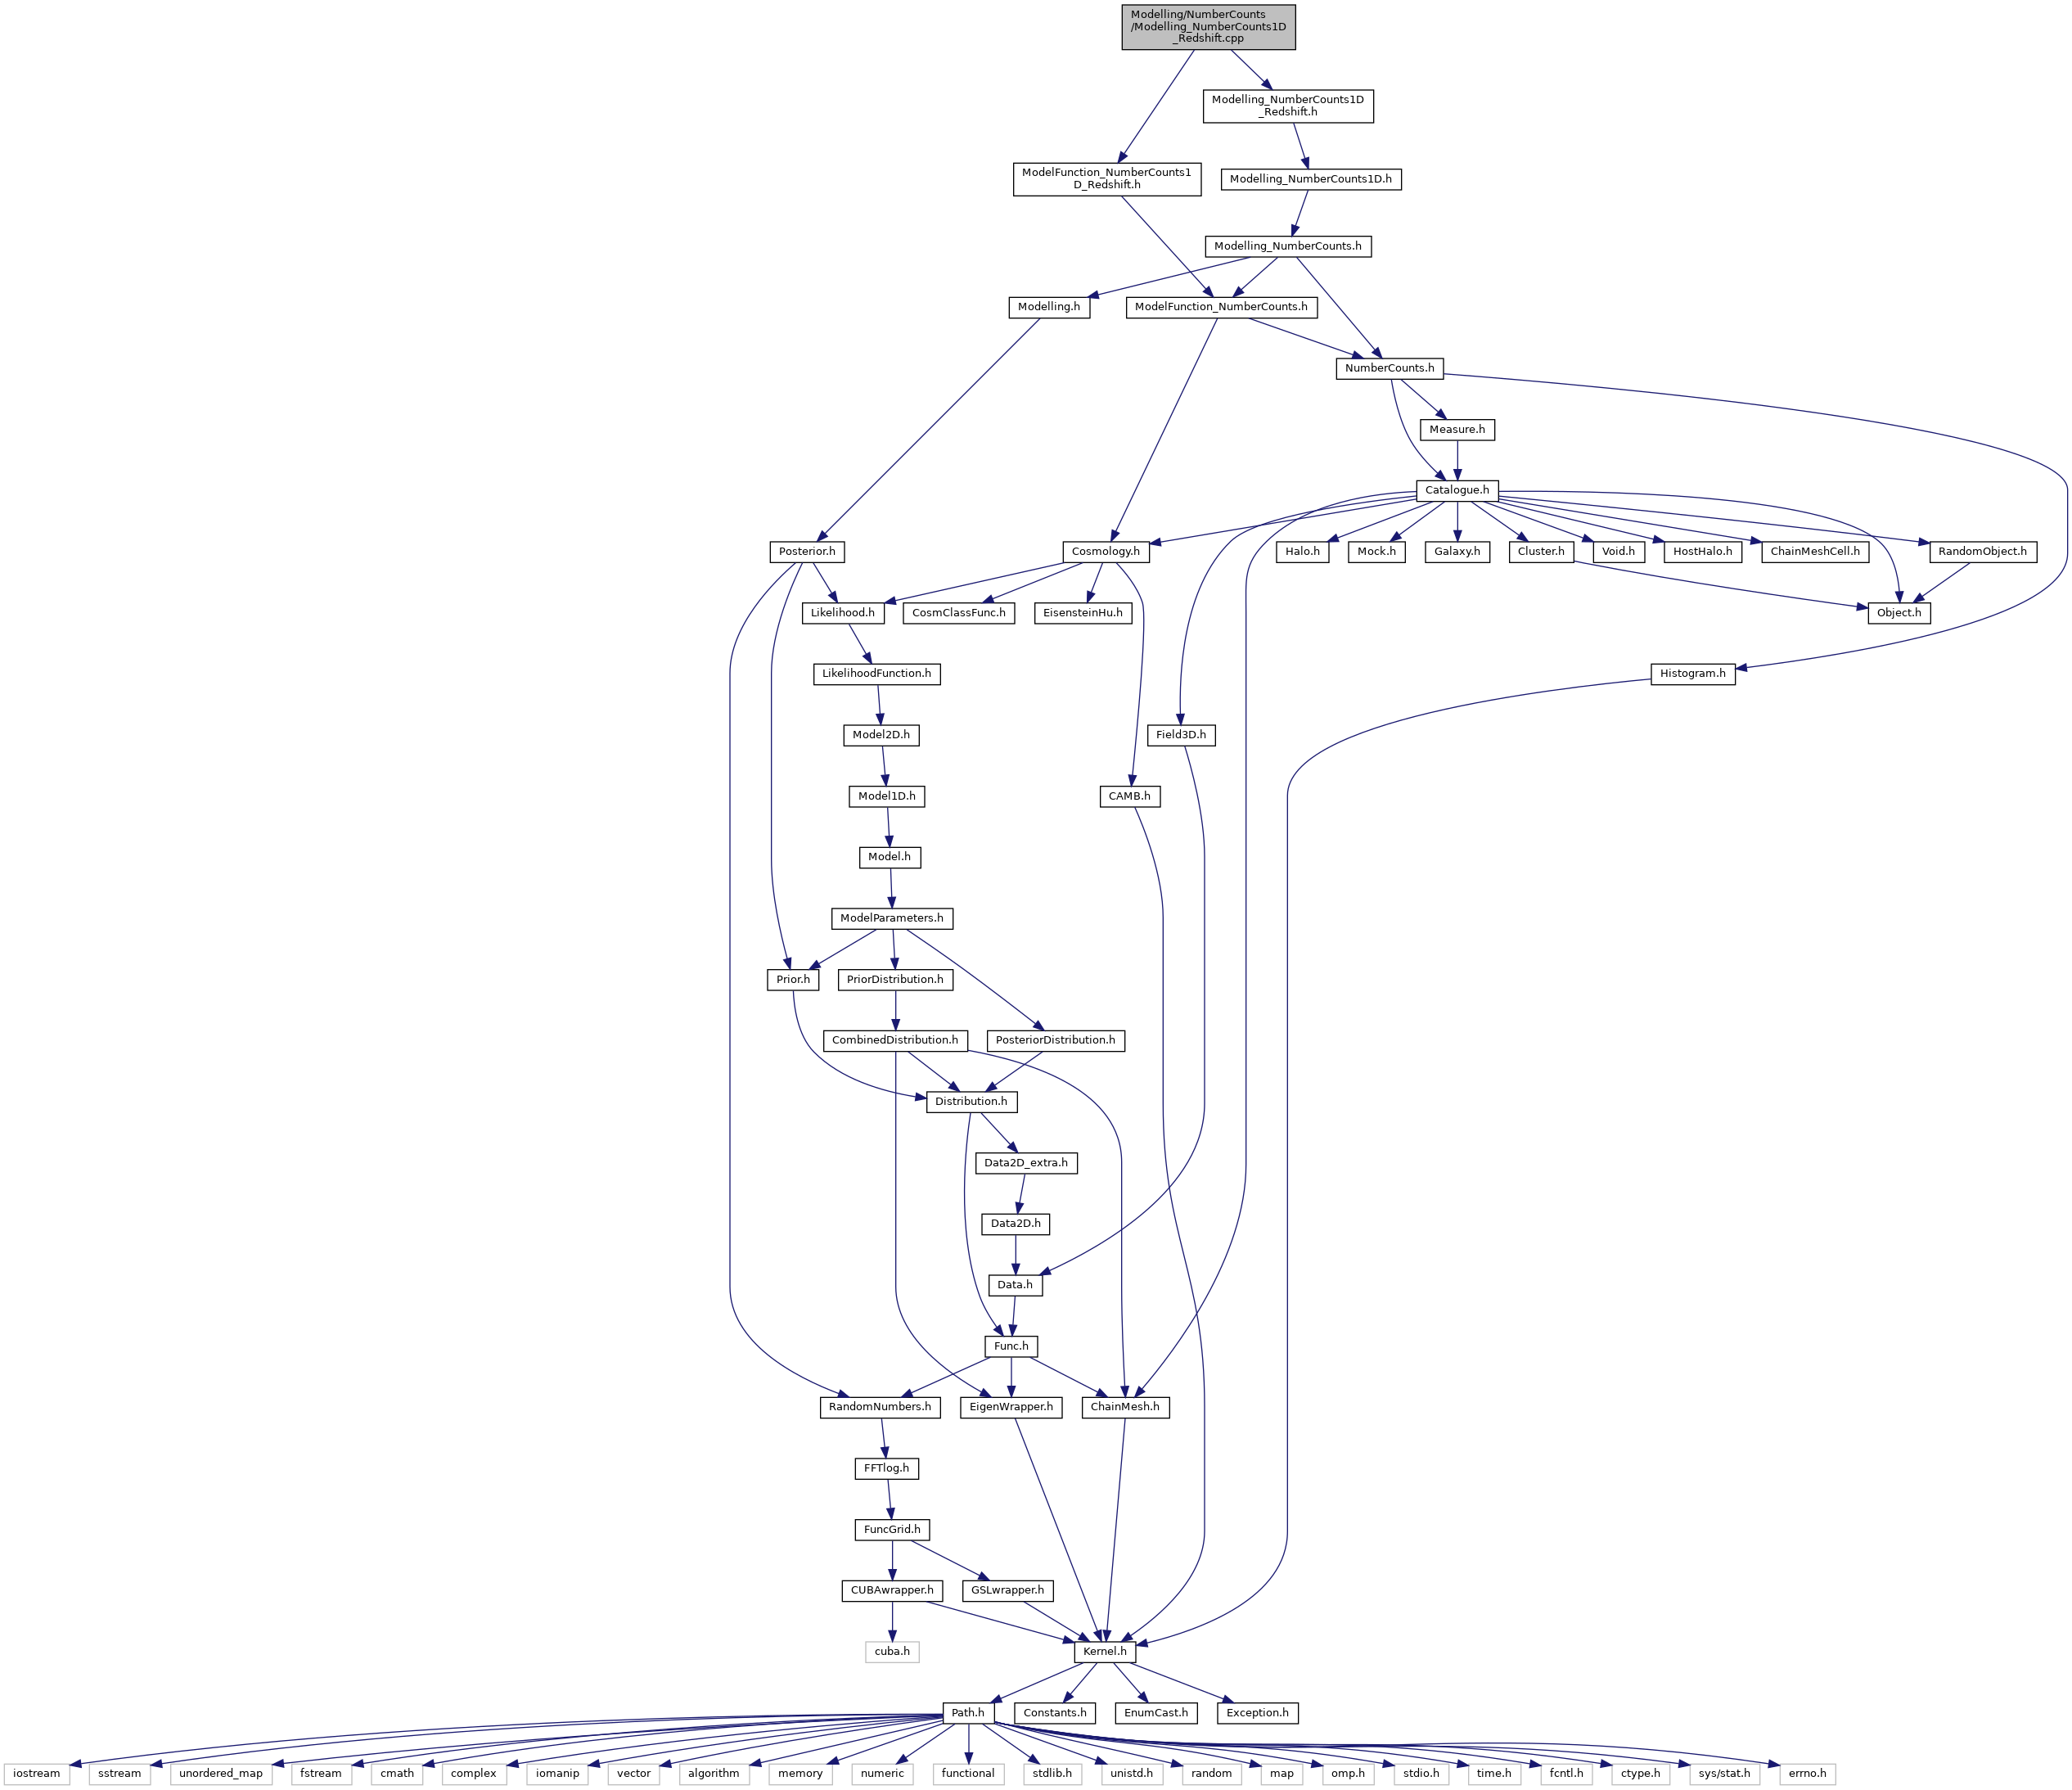 Modelling/NumberCounts
/Modelling_NumberCounts1D
_Redshift.cpp
Modelling_NumberCounts1D
_Redshift.h
ModelFunction_NumberCounts1
D_Redshift.h
Modelling_NumberCounts1D.h
Modelling_NumberCounts.h
Modelling.h
ModelFunction_NumberCounts.h
NumberCounts.h
Measure.h
Catalogue.h
Posterior.h
Cosmology.h
Halo.h
Mock.h
Galaxy.h
Cluster.h
Void.h
HostHalo.h
ChainMeshCell.h
RandomObject.h
Likelihood.h
CosmClassFunc.h
EisensteinHu.h
Object.h
LikelihoodFunction.h
Histogram.h
Model2D.h
Field3D.h
Model1D.h
CAMB.h
Model.h
ModelParameters.h
Prior.h
PriorDistribution.h
CombinedDistribution.h
PosteriorDistribution.h
Distribution.h
Data2D_extra.h
Data2D.h
Data.h
Func.h
RandomNumbers.h
EigenWrapper.h
ChainMesh.h
FFTlog.h
FuncGrid.h
CUBAwrapper.h
GSLwrapper.h
cuba.h
Kernel.h
Path.h
Constants.h
EnumCast.h
Exception.h
iostream
sstream
unordered_map
fstream
cmath
complex
iomanip
vector
algorithm
memory
numeric
functional
stdlib.h
unistd.h
random
map
omp.h
stdio.h
time.h
fcntl.h
ctype.h
sys/stat.h
errno.h